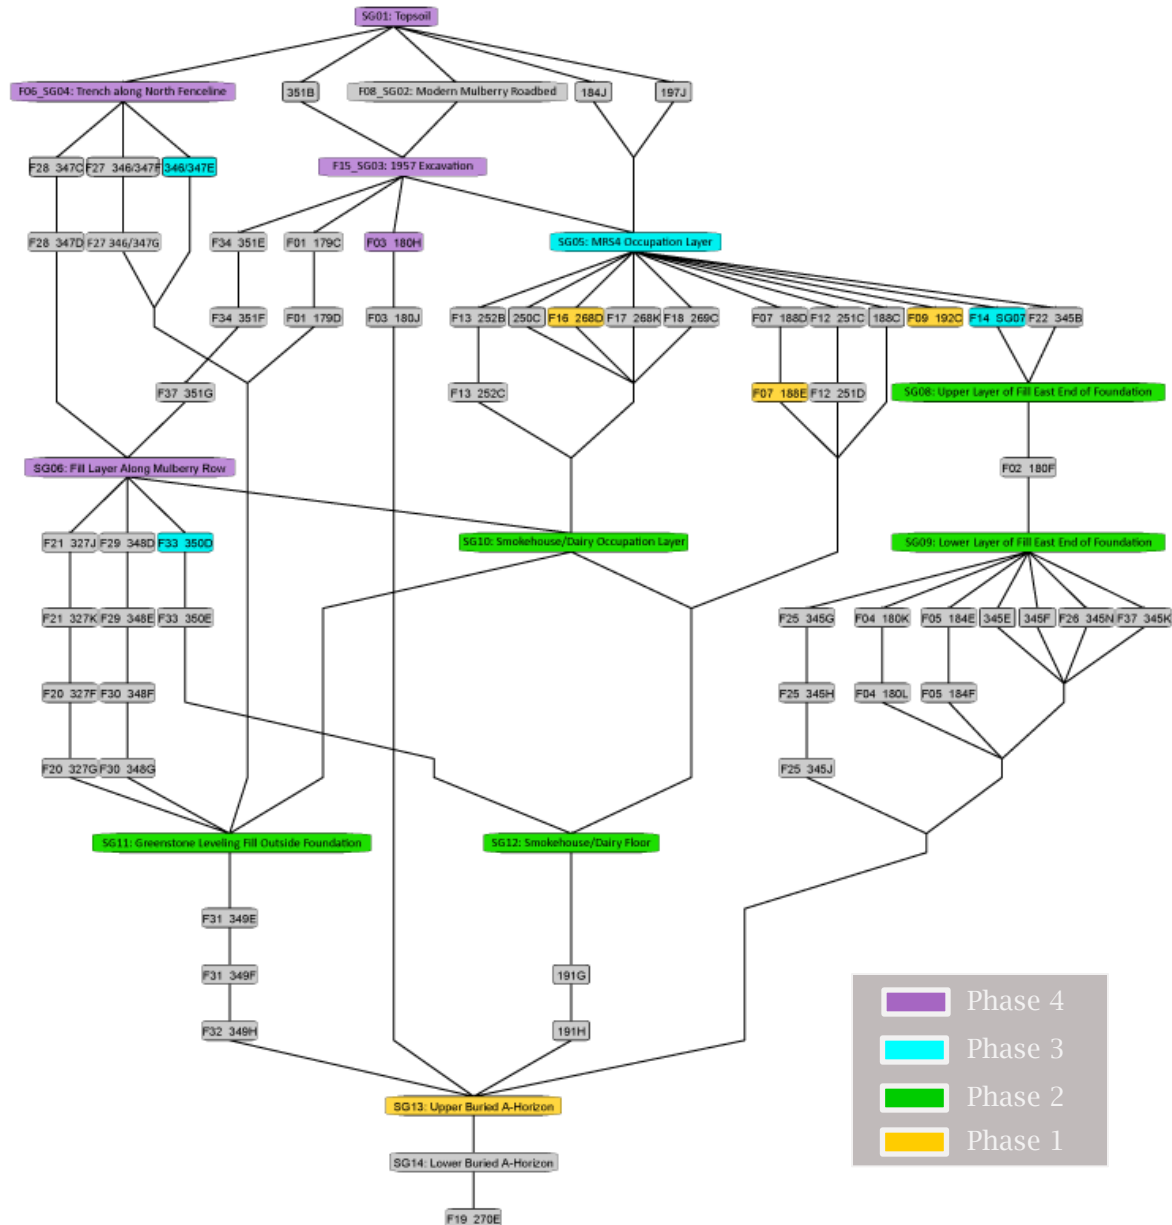 SG01: Topsoil
F06_SG04: Trench along North Fenceline
351B
F08_SG02: Modern Mulberry Roadbed
184J
197J
F28 347C
F27 346/347F
346/347E
F15_SG03: 1957 Excavation
F28 347D
F27 346/347G
F34 351E
F01 179C
F03 180H
SG05: MRS4 Occupation Layer
F34 351F
F01 179D
F03 180J
F13 252B
250C
F16 268D
F17 268K
F18 269C
F07 188D
F12 251C
188C
F09 192C
F14 SG07
F22 345B
F37 351G
F13 252C
F07 188E
F12 251D
SG08: Upper Layer of Fill East End of Foundation
SG06: Fill Layer Along Mulberry Row
F02 180F
F21 327J
F29 348D
F33 350D
SG10: Smokehouse/Dairy Occupation Layer
SG09: Lower Layer of Fill East End of Foundation
F21 327K
F29 348E
F33 350E
F25 345G
F04 180K
F05 184E
345E
345F
F26 345N
F37 345K
F20 327F
F30 348F
F25 345H
F04 180L
F05 184F
F20 327G
F30 348G
F25 345J
SG11: Greenstone Leveling Fill Outside Foundation
SG12: Smokehouse/Dairy Floor
F31 349E
F31 349F
191G
F32 349H
191H
SG13: Upper Buried A-Horizon
SG14: Lower Buried A-Horizon
F19 270E
Phase 4
Phase 3
Phase 2
Phase 1